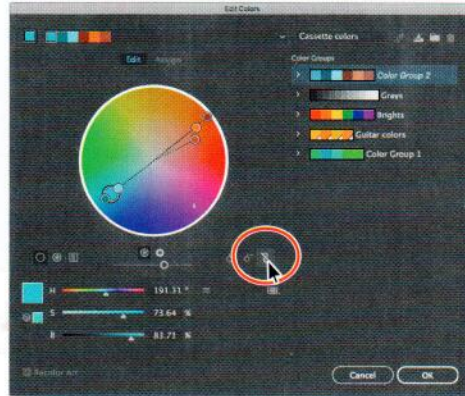 Edit Colors
Cassette colors
Edit Assign
Color Groups
Color Group 2
Grays
Brights
Guitar colors
Color Group 1
H 191.31 °
S 73.64 %
B 83.71 %
Recolor Art
Cancel OK